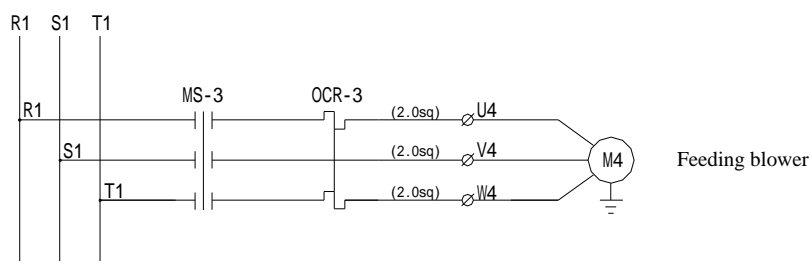 R1 S1 T1
MS-3 OCR-3
R1 (2.0sq) U4
S1 (2.0sq) V4 M4 Feeding blower
T1 (2.0sq) W4